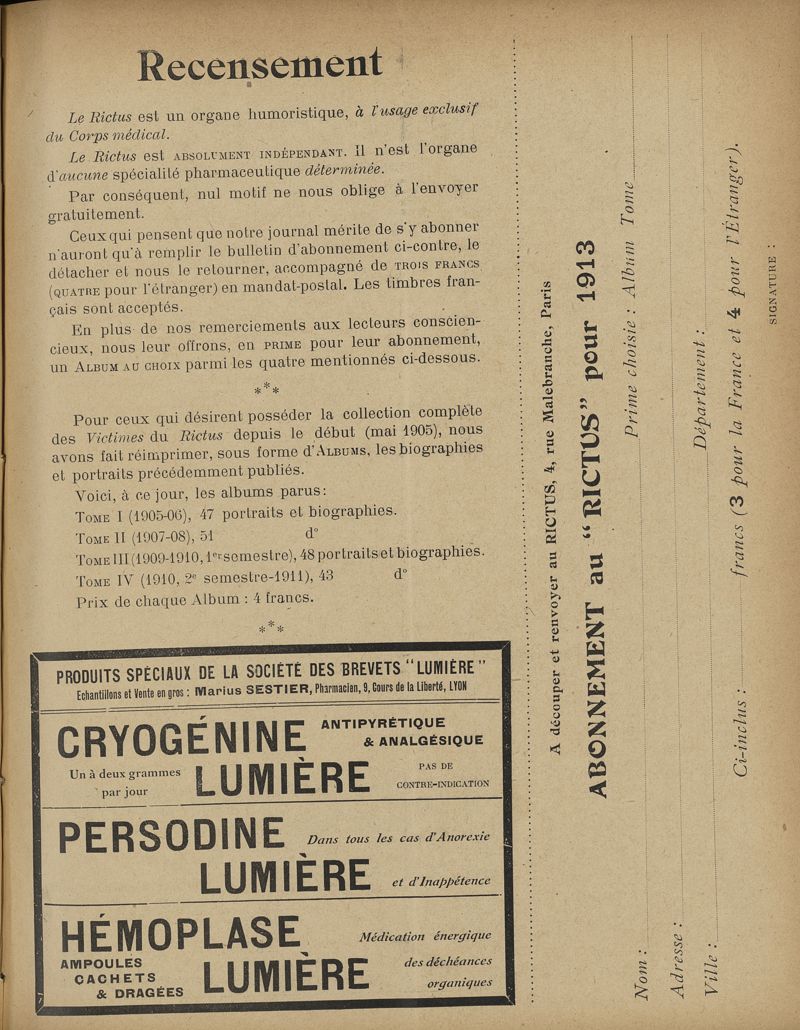 Recensement
Le Rictus est un organe humoristique, à l'usage exclusif
du Corps médical.
Le Rictus est ABSOLUMENT INDÉPENDANT. il n'est l'organe
d'aucune spécialité pharmaceutique déterminée.
Par conséquent, nul motif ne nous oblige à l'envoyer
gratuitement.
Ceux qui pensent que notre journal mérite de s'y abonner
n'auront qu'à remplir le bulletin d'abonnement ci-contre, le
détacher et nous le retourner, accompagné de TROIS FRANCS
(QUATRE pour l'étranger) en mandat-postal. Les timbres fran-
çais sont acceptés.
En plus de nos remerciements aux lecteurs conscien-
cieux, nous leur offrons, en PRIME pour leur abonnement,
un ALBUM AU CHOIX parmi les quatre mentionnés ci-dessous.
***
Pour ceux qui désirent posséder la collection complète
des Victimes du Rictus depuis le début (mai 1905), nous
avons fait réimprimer, sous forme d'ALBUMS, les biographies
et portraits précédemment publiés.
Voici, à ce jour, les albums parus:
TOME I (1905-06), 47 portraits et biographies.
TOME II (1907-08), 51 d°
TOME III (1909-1910, 1er semestre), 48 portraits et biographies.
TOME IV (1910, 2e semestre-1911), 43 d°
Prix de chaque Album : 4 francs.
***
PRODUITS SPÉCIAUX DE LA SOCIÉTÉ DES BREVETS "LUMIÈRE"
Echantillons et Vente en gros : Marius SESTIER, Pharmacien, 9, Cours de la Liberté, LYON
CRYOGÉNINE ANTIPYRÉTIQUE
& ANALGÉSIQUE
Un à deux grammes
par jour
LUMIÈRE
PAS DE
CONTRE-INDICATION
PERSODINE
Dans tous les cas d'Anorexie
LUMIÈRE
et d'Inappétence
HÉMOPLASE
Médication énergique
AMPOULES
CACHETS
& DRAGÉES
LUMIÈRE
des déchéances
organiques
A découper et renvoyer au RICTUS, 4, rue Malebranche, Paris
ABONNEMENT au "RICTUS" pour 1913
Nom : Prime choisie : Album Tome
Adresse :
Ville : Département :
Ci-inclus : francs (3 pour la France et 4 pour l'Étranger).
SIGNATURE :